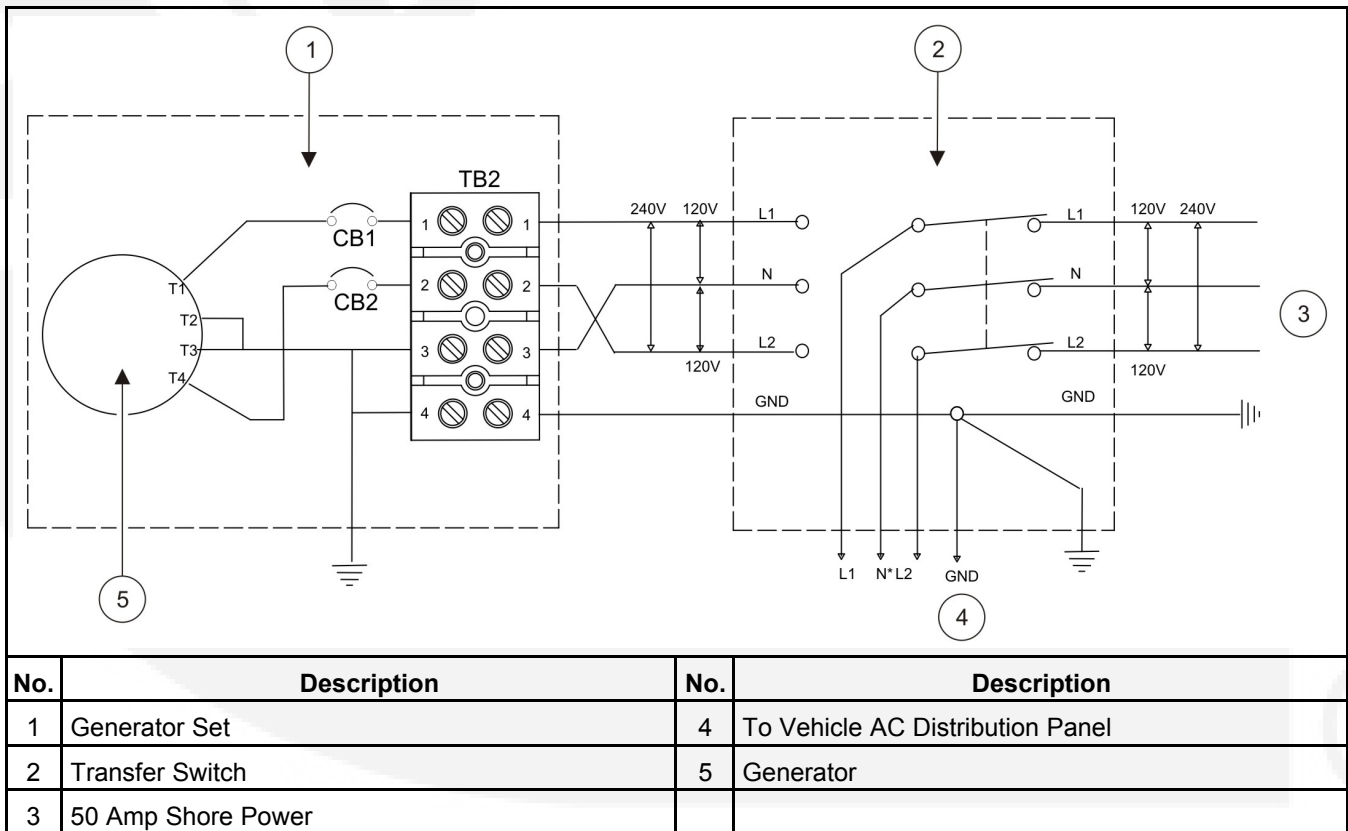 1
2
TB2
240V 120V L1 L1 120V 240V
1 1
CB1
T1
N N
2 2
CB2
T2
3
T3
3 3
L2 L2
120V 120V
T4
GND GND
4 4
L1 N* L2 GND
5
4
No. Description No. Description
1 Generator Set 4 To Vehicle AC Distribution Panel
2 Transfer Switch 5 Generator
3 50 Amp Shore Power